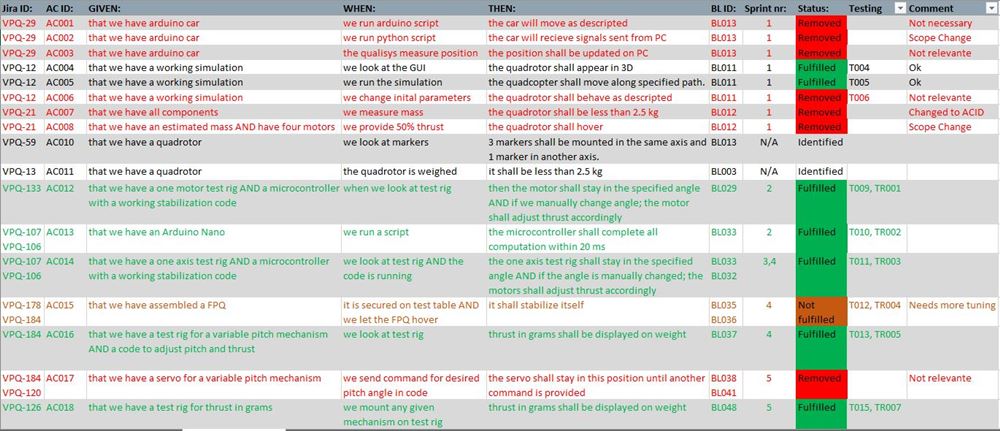 Jira ID: AC ID: GIVEN: WHEN: THEN: BL ID: Sprint nr: Status: Testing Comment
VPQ-29 AC001 that we have arduino car we run arduino script the car will move as descripted BL013 1 Removed Not necessary
VPQ-29 AC002 that we have arduino car we run python script the car will recieve signals sent from PC BL013 1 Removed Scope Change
VPQ-29 AC003 that we have arduino car the qualisys measure position the position shall be updated on PC BL013 1 Removed Not relevante
VPQ-12 AC004 that we have a working simulation we look at the GUI the quadrotor shall appear in 3D BL011 1 Fulfilled T004 Ok
VPQ-12 AC005 that we have a working simulation we run the simulation the quadcopter shall move along specified path. BL011 1 Fulfilled T005 Ok
VPQ-12 AC006 that we have a working simulation we change inital parameters the quadrotor shall behave as descripted BL011 1 Removed T006 Not relevante
VPQ-21 AC007 that we have all components we measure mass the quadrotor shall be less than 2.5 kg BL012 1 Removed Changed to ACID
VPQ-21 AC008 that we have an estimated mass AND have four motors we provide 50% thrust the quadrotor shall hover BL012 1 Removed Scope Change
VPQ-59 AC010 that we have a quadrotor we look at markers 3 markers shall be mounted in the same axis and BL013 N/A Identified
1 marker in another axis.
VPQ-13 AC011 that we have a quadrotor the quadrotor is weighed it shall be less than 2.5 kg BL003 N/A Identified
VPQ-133 AC012 that we have a one motor test rig AND a microcontroller when we look at test rig then the motor shall stay in the specified angle BL029 2 Fulfilled T009, TR001
with a working stabilization code AND if we manually change angle; the motor
shall adjust thrust accordingly
VPQ-107 AC013 that we have an Arduino Nano we run a script the microcontroller shall complete all BL033 2 Fulfilled T010, TR002
VPQ-106 computation within 20 ms
VPQ-107 AC014 that we have a one axis test rig AND a microcontroller we look at test rig AND the the one axis test rig shall stay in the specified BL033 3,4 Fulfilled T011, TR003
VPQ-106 with a working stabilization code code is running angle AND if the angle is manually changed; the BL032
motors shall adjust thrust accordingly
VPQ-178 AC015 that we have assembled a FPQ it is secured on test table AND it shall stabilize itself BL035 4 Not T012, TR004 Needs more tuning
VPQ-184 we let the FPQ hover BL036 fulfilled
VPQ-184 AC016 that we have a test rig for a variable pitch mechanism we look at test rig thrust in grams shall be displayed on weight BL037 4 Fulfilled T013, TR005
AND a code to adjust pitch and thrust
VPQ-184 AC017 that we have a servo for a variable pitch mechanism we send command for desired the servo shall stay in this position until another BL038 5 Removed Not relevante
VPQ-120 pitch angle in code command is provided BL041
VPQ-126 AC018 that we have a test rig for thrust in grams we mount any given thrust in grams shall be displayed on weight BL048 5 Fulfilled T015, TR007
mechanism on test rig